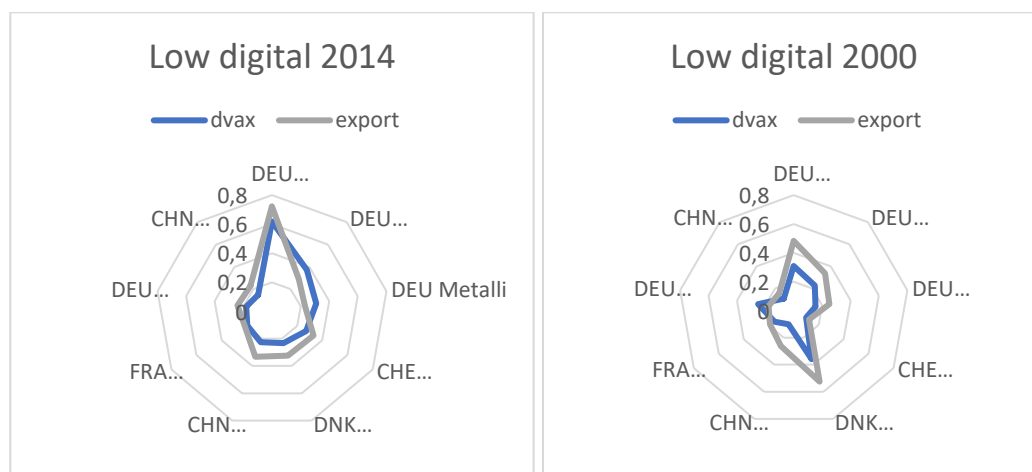 Low digital 2014
dvax export
DEU...
0,8
CHN... DEU...
0,6
0,4
0,2
DEU... DEU Metalli
0
FRA... CHE...
CHN... DNK...
Low digital 2000
dvax export
DEU...
0,8
CHN... DEU...
0,6
0,4
0,2
DEU...
0
FRA... CHE...
CHN... DNK...